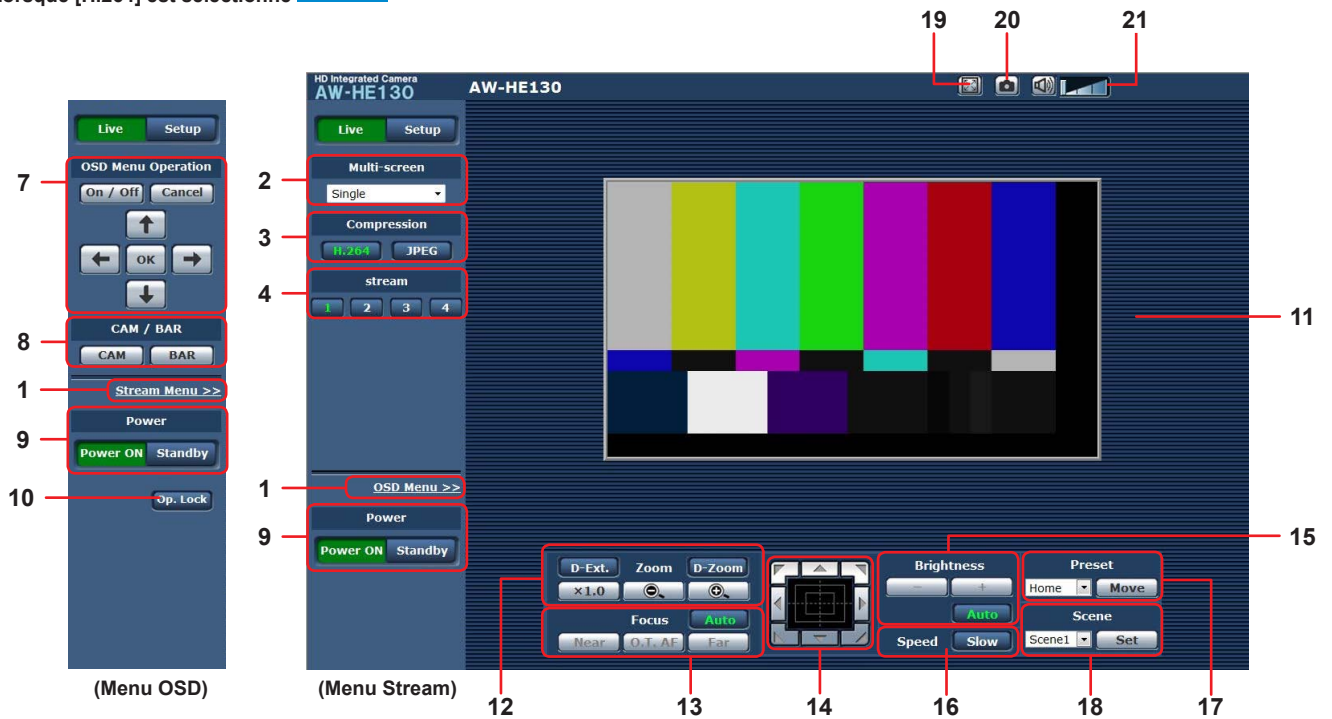 lorsque [H.264] est sélectionné
19
20
21
HD Integrated Camera
AW-HE130
AW-HE130
Live Setup
OSD Menu Operation
7
On / Off Cancel
OK
CAM / BAR
8
CAM BAR
1
Stream Menu >>
Power
9
Power ON Standby
10
Op. Lock
(Menu OSD)
Live Setup
Multi-screen
2
Single
Compression
3
H.264 JPEG
stream
4
1 2 3 4
11
1
OSD Menu >>
Power
9
Power ON Standby
(Menu Stream)
D-Ext. Zoom D-Zoom
×1.0
Focus Auto
Near O.T. AF Far
Brightness
15
− +
Auto
Speed Slow
Preset
Home Move
Scene
Scene1 Set
12
13
14
16
18
17